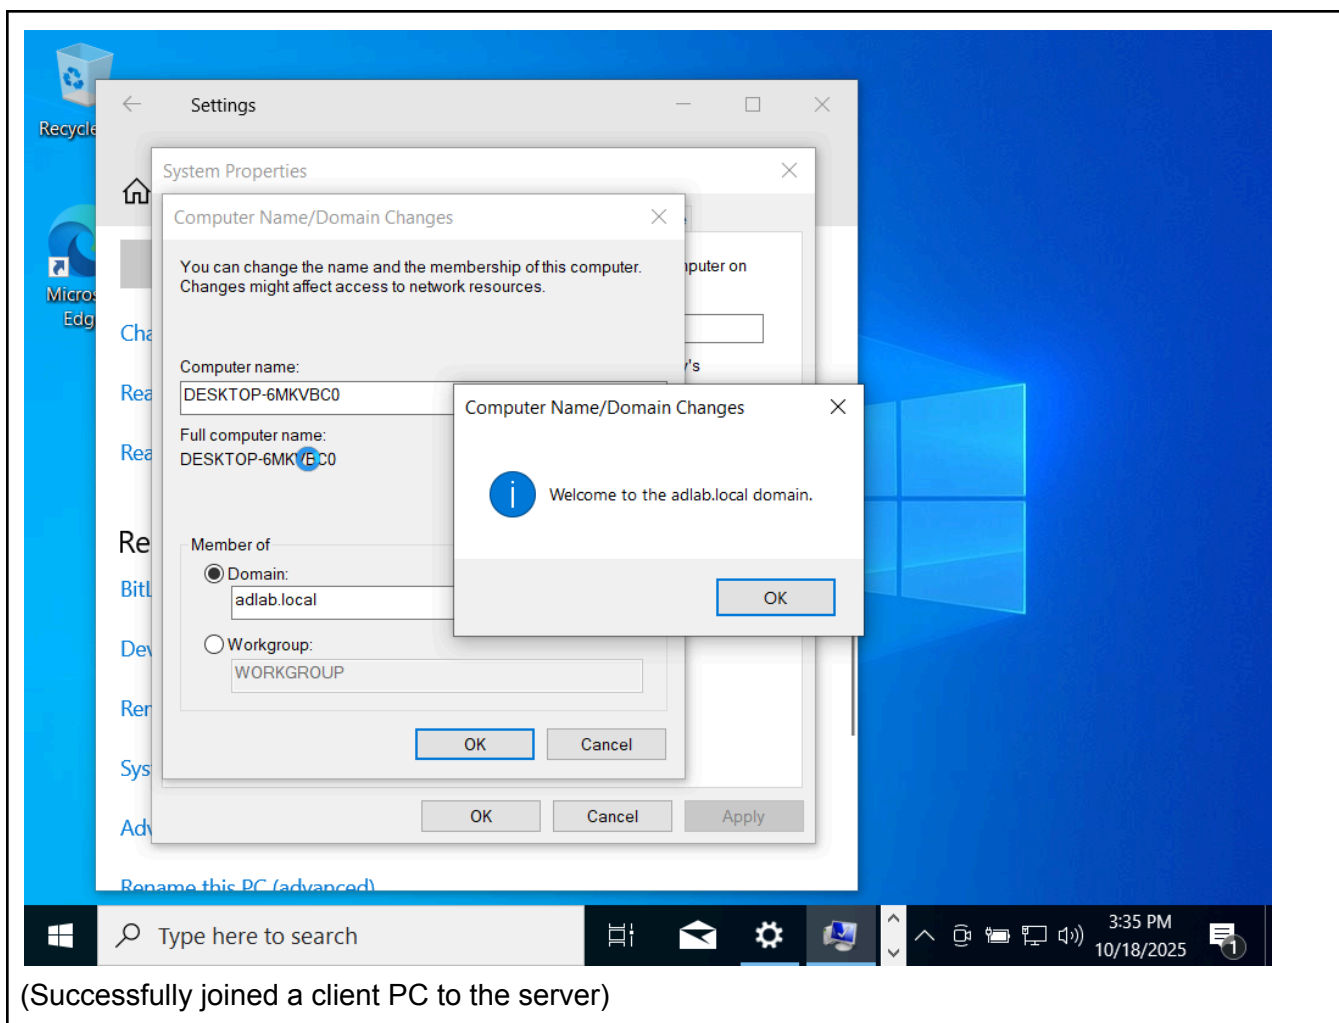 Recycle
Micros
Edg
Settings
System Properties
Computer Name/Domain Changes
You can change the name and the membership of this computer.
Changes might affect access to network resources.
nputer on
Computer name:
y's
DESKTOP-6MKVBC0
Full computer name:
DESKTOP-6MKVBC0
Member of
Domain:
adlab.local
Workgroup:
WORKGROUP
OK Cancel
Computer Name/Domain Changes
Welcome to the adlab.local domain.
OK
OK Cancel Apply
Cha
Rea
Rea
Re
BitL
Dev
Ren
Sys
Adv
Rename this PC (advanced)
Type here to search
3:35 PM
10/18/2025
1
(Successfully joined a client PC to the server)